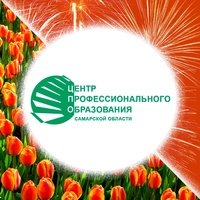 ЦЕНТР
ПРОФЕССИОНАЛЬНОГО
ОБРАЗОВАНИЯ
САМАРСКОЙ ОБЛАСТИ